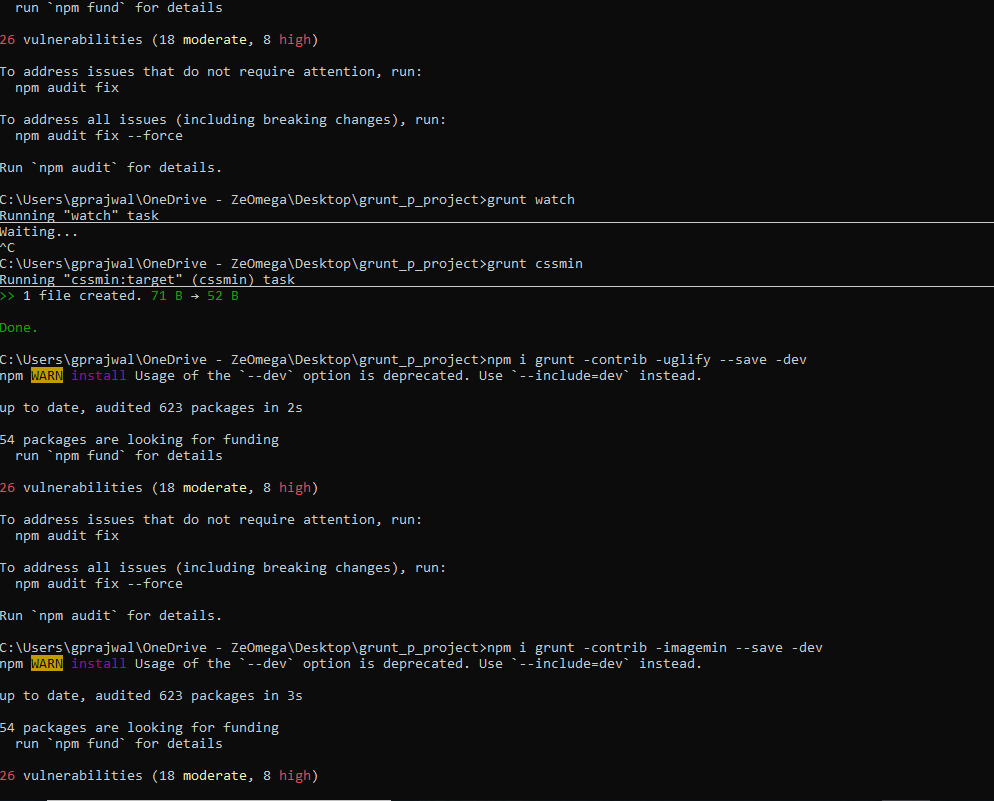 run `npm fund` for details
26 vulnerabilities (18 moderate, 8 high)
To address issues that do not require attention, run:
npm audit fix
To address all issues (including breaking changes), run:
npm audit fix --force
Run `npm audit` for details.
C:\Users\gprajwal\OneDrive - ZeOmega\Desktop\grunt_p_project>grunt watch
Running "watch" task
Waiting...
^C
C:\Users\gprajwal\OneDrive - ZeOmega\Desktop\grunt_p_project>grunt cssmin
Running "cssmin:target" (cssmin) task
>> 1 file created. 71 B → 52 B
Done.
C:\Users\gprajwal\OneDrive - ZeOmega\Desktop\grunt_p_project>npm i grunt -contrib -uglify --save -dev
npm WARN install Usage of the `--dev` option is deprecated. Use `--include=dev` instead.
up to date, audited 623 packages in 2s
54 packages are looking for funding
run `npm fund` for details
26 vulnerabilities (18 moderate, 8 high)
To address issues that do not require attention, run:
npm audit fix
To address all issues (including breaking changes), run:
npm audit fix --force
Run `npm audit` for details.
C:\Users\gprajwal\OneDrive - ZeOmega\Desktop\grunt_p_project>npm i grunt -contrib -imagemin --save -dev
npm WARN install Usage of the `--dev` option is deprecated. Use `--include=dev` instead.
up to date, audited 623 packages in 3s
54 packages are looking for funding
run `npm fund` for details
26 vulnerabilities (18 moderate, 8 high)